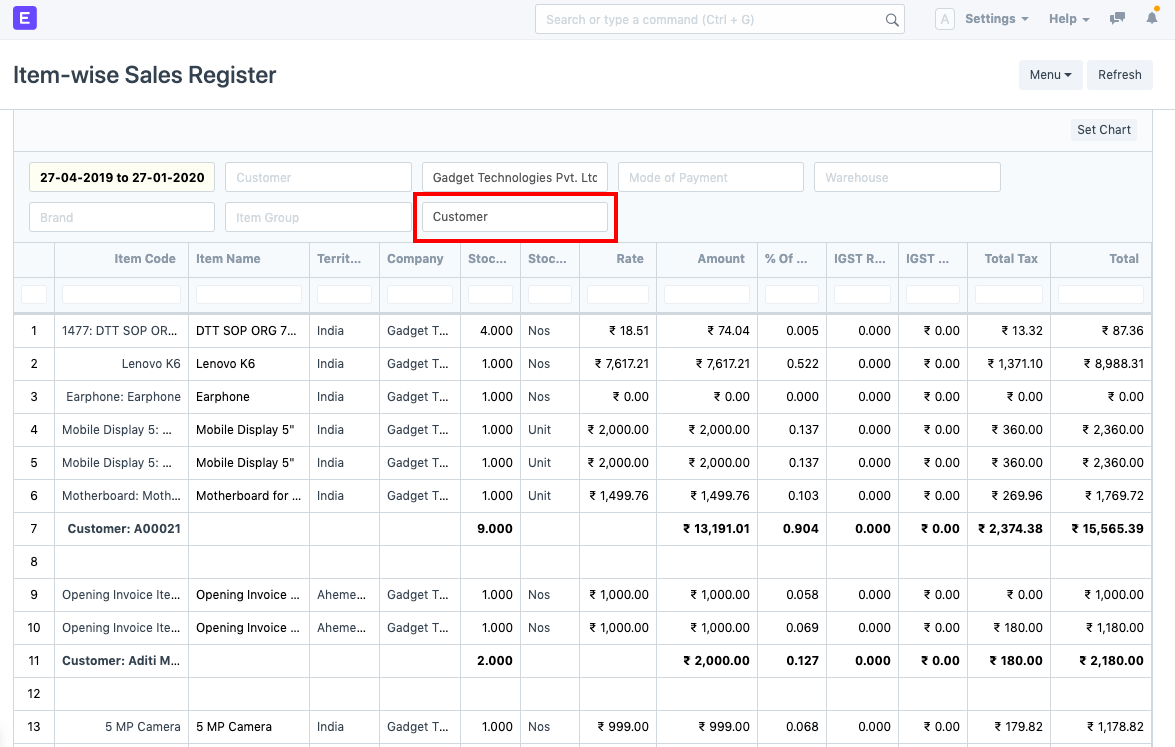 E
Search or type a command (Ctrl + G)
A
Settings
Help
Item-wise Sales Register
Menu
Refresh
Set Chart
27-04-2019 to 27-01-2020 Customer Gadget Technologies Pvt. Ltd Mode of Payment Warehouse
Brand Item Group Customer
Item Code Item Name Territ... Company Stoc... Stoc... Rate Amount % Of ... IGST R... IGST ... Total Tax Total
1 1477: DTT SOP OR... DTT SOP ORG 7... India Gadget T... 4.000 Nos ₹ 18.51 ₹ 74.04 0.005 0.000 ₹ 0.00 ₹ 13.32 ₹ 87.36
2 Lenovo K6 Lenovo K6 India Gadget T... 1.000 Nos ₹ 7,617.21 ₹ 7,617.21 0.522 0.000 ₹ 0.00 ₹ 1,371.10 ₹ 8,988.31
3 Earphone: Earphone Earphone India Gadget T... 1.000 Nos ₹ 0.00 ₹ 0.00 0.000 0.000 ₹ 0.00 ₹ 0.00 ₹ 0.00
4 Mobile Display 5: ... Mobile Display 5" India Gadget T... 1.000 Unit ₹ 2,000.00 ₹ 2,000.00 0.137 0.000 ₹ 0.00 ₹ 360.00 ₹ 2,360.00
5 Mobile Display 5: ... Mobile Display 5" India Gadget T... 1.000 Unit ₹ 2,000.00 ₹ 2,000.00 0.137 0.000 ₹ 0.00 ₹ 360.00 ₹ 2,360.00
6 Motherboard: Moth... Motherboard for ... India Gadget T... 1.000 Unit ₹ 1,499.76 ₹ 1,499.76 0.103 0.000 ₹ 0.00 ₹ 269.96 ₹ 1,769.72
7 Customer: A00021 9.000 ₹ 13,191.01 0.904 0.000 ₹ 0.00 ₹ 2,374.38 ₹ 15,565.39
8
9 Opening Invoice Ite... Opening Invoice ... Aheme... Gadget T... 1.000 Nos ₹ 1,000.00 ₹ 1,000.00 0.058 0.000 ₹ 0.00 ₹ 0.00 ₹ 1,000.00
10 Opening Invoice Ite... Opening Invoice ... Aheme... Gadget T... 1.000 Nos ₹ 1,000.00 ₹ 1,000.00 0.069 0.000 ₹ 0.00 ₹ 180.00 ₹ 1,180.00
11 Customer: Aditi M... 2.000 ₹ 2,000.00 0.127 0.000 ₹ 0.00 ₹ 180.00 ₹ 2,180.00
12
13 5 MP Camera 5 MP Camera India Gadget T... 1.000 Nos ₹ 999.00 ₹ 999.00 0.068 0.000 ₹ 0.00 ₹ 179.82 ₹ 1,178.82